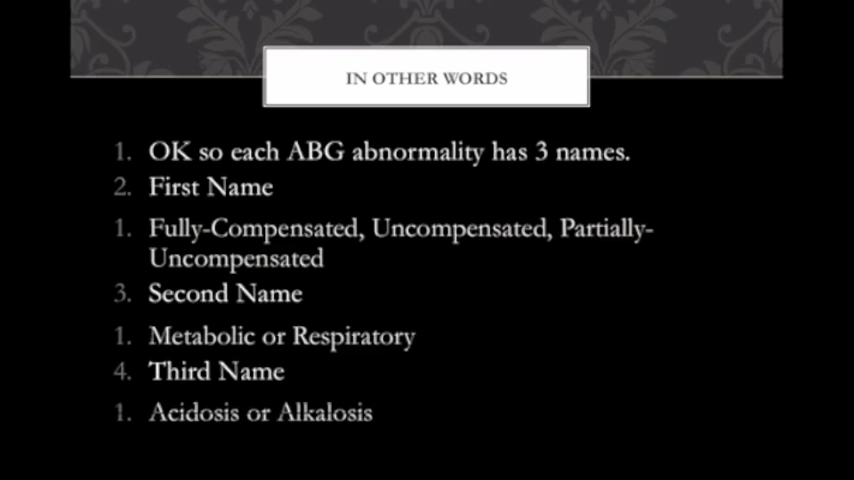 IN OTHER WORDS
1. OK so each ABG abnormality has 3 names.
2. First Name
1. Fully-Compensated, Uncompensated, Partially-
Uncompensated
3. Second Name
1. Metabolic or Respiratory
4. Third Name
1. Acidosis or Alkalosis